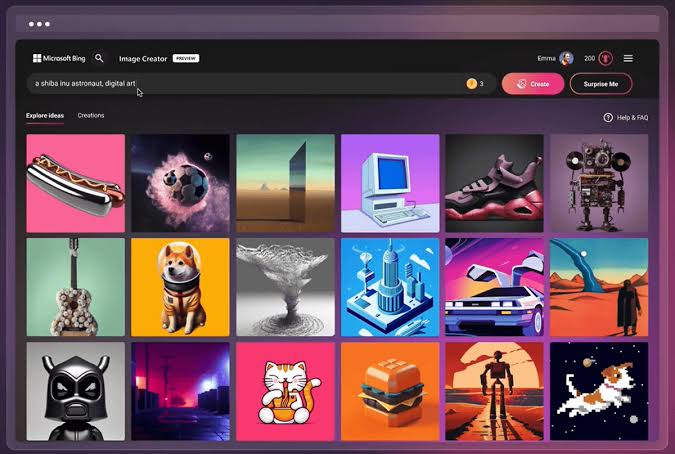 Microsoft Bing
Image Creator
PREVIEW
Emma
200
a shiba inu astronaut, digital art
3
Create
Surprise Me
Explore ideas
Creations
Help & FAQ